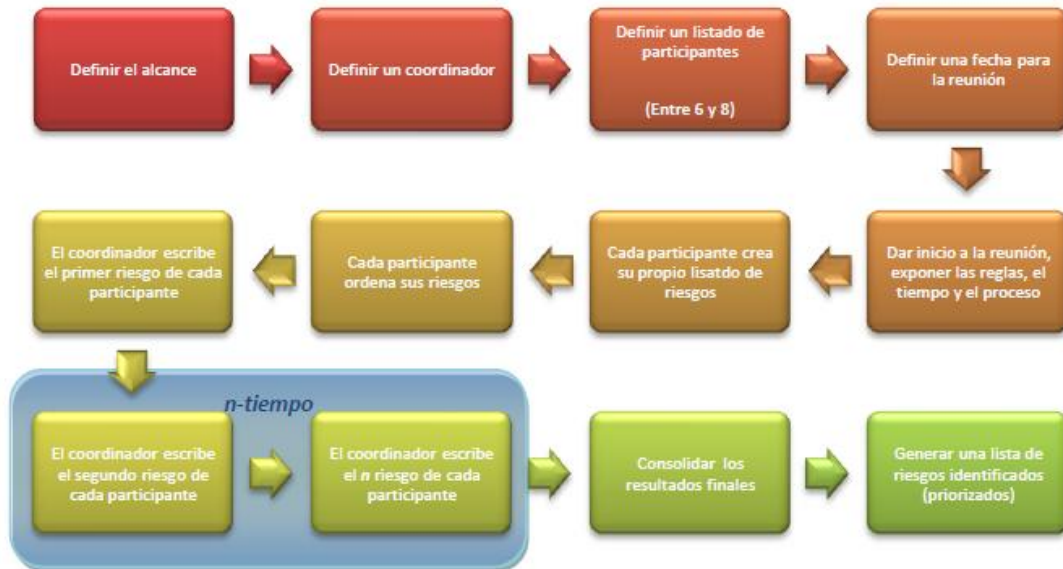 Definir el alcance
Definir un coordinador
Definir un listado de
participantes
(Entre 6 y 8)
Definir una fecha para
la reunión
Dar inicio a la reunión,
exponer las reglas, el
tiempo y el proceso
Cada participante crea
su propio lisatdo de
riesgos
Cada participante
ordena sus riesgos
El coordinador escribe
el primer riesgo de cada
participante
n-tiempo
El coordinador escribe
el segundo riesgo de
cada participante
El coordinador escribe
el n riesgo de cada
participante
Consolidar los
resultados finales
Generar una lista de
riesgos identificados
(priorizados)